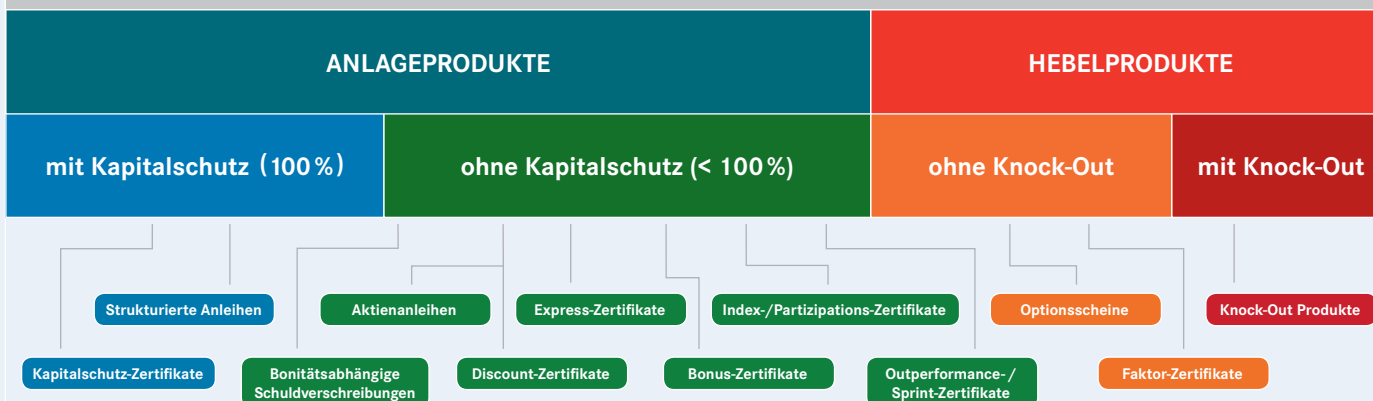 ANLAGEPRODUKTE
HEBELPRODUKTE
mit Kapitalschutz (100 %)
ohne Kapitalschutz (< 100 %)
ohne Knock-Out
mit Knock-Out
Strukturierte Anleihen
Aktienanleihen
Express-Zertifikate
Index-/Partizipations-Zertifikate
Optionsscheine
Knock-Out Produkte
Kapitalschutz-Zertifikate
Bonitätsabhängige
Schuldverschreibungen
Discount-Zertifikate
Bonus-Zertifikate
Outperformance-/
Sprint-Zertifikate
Faktor-Zertifikate